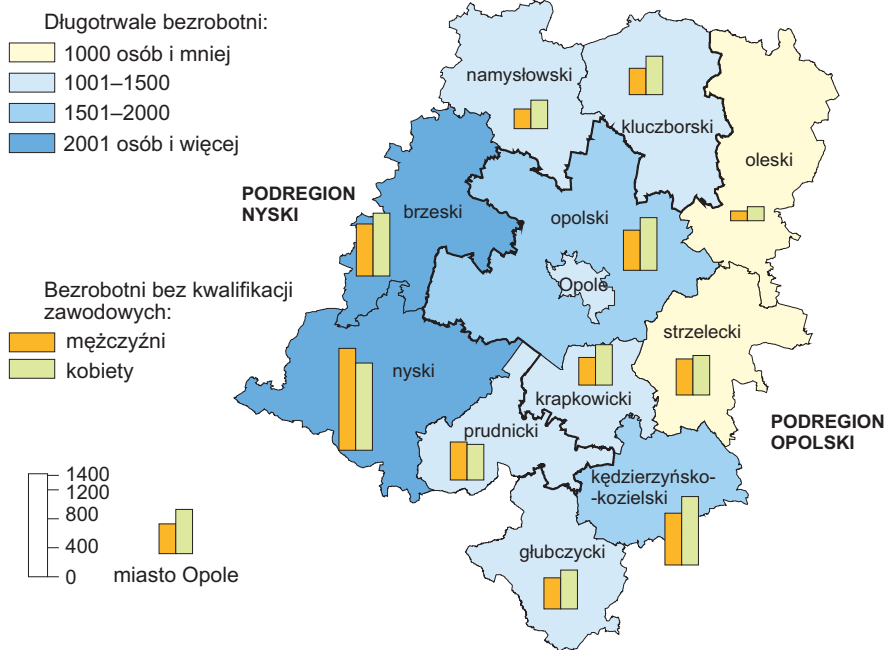 Długotrwale bezrobotni:
1000 osób i mniej
1001–1500
1501–2000
2001 osób i więcej
namysłowski
kluczborski
oleski
PODREGION
NYSKI
brzeski
opolski
Opole
Bezrobotni bez kwalifikacji
zawodowych:
mężczyźni
kobiety
nyski
strzelecki
krapkowicki
prudnicki
PODREGION
OPOLSKI
kędzierzyńsko-
-kozielski
głubczycki
1400
1200
800
400
0
miasto Opole